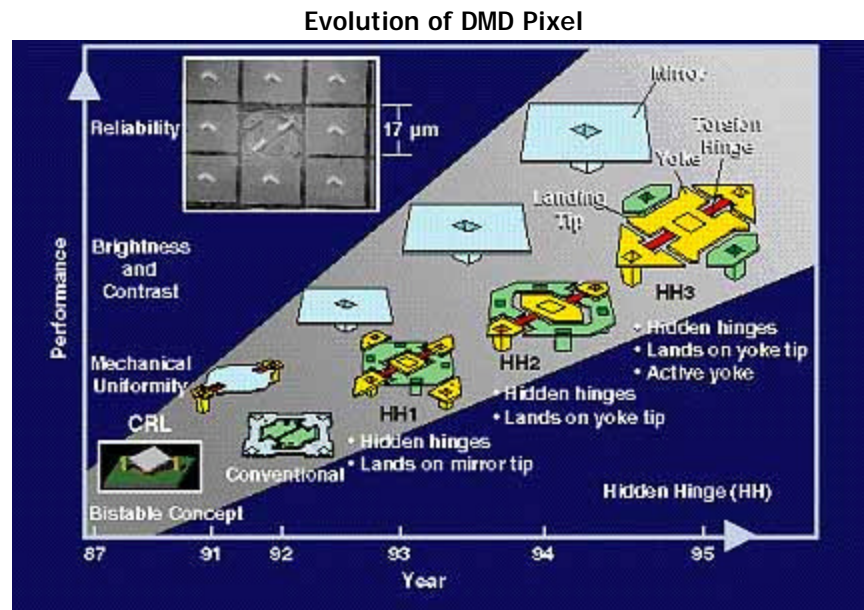 Evolution of DMD Pixel
Performance
Reliability
17 µm
Brightness
and
Contrast
Mechanical
Uniformity
CRL
Bistable Concept
Conventional
HH1
• Hidden hinges
• Lands on mirror tip
HH2
• Hidden hinges
• Lands on yoke tip
Mirror
Torsion
Hinge
Yoke
Landing
Tip
HH3
• Hidden hinges
• Lands on yoke tip
• Active yoke
Hidden Hinge (HH)
87 91 92 93 94 95
Year